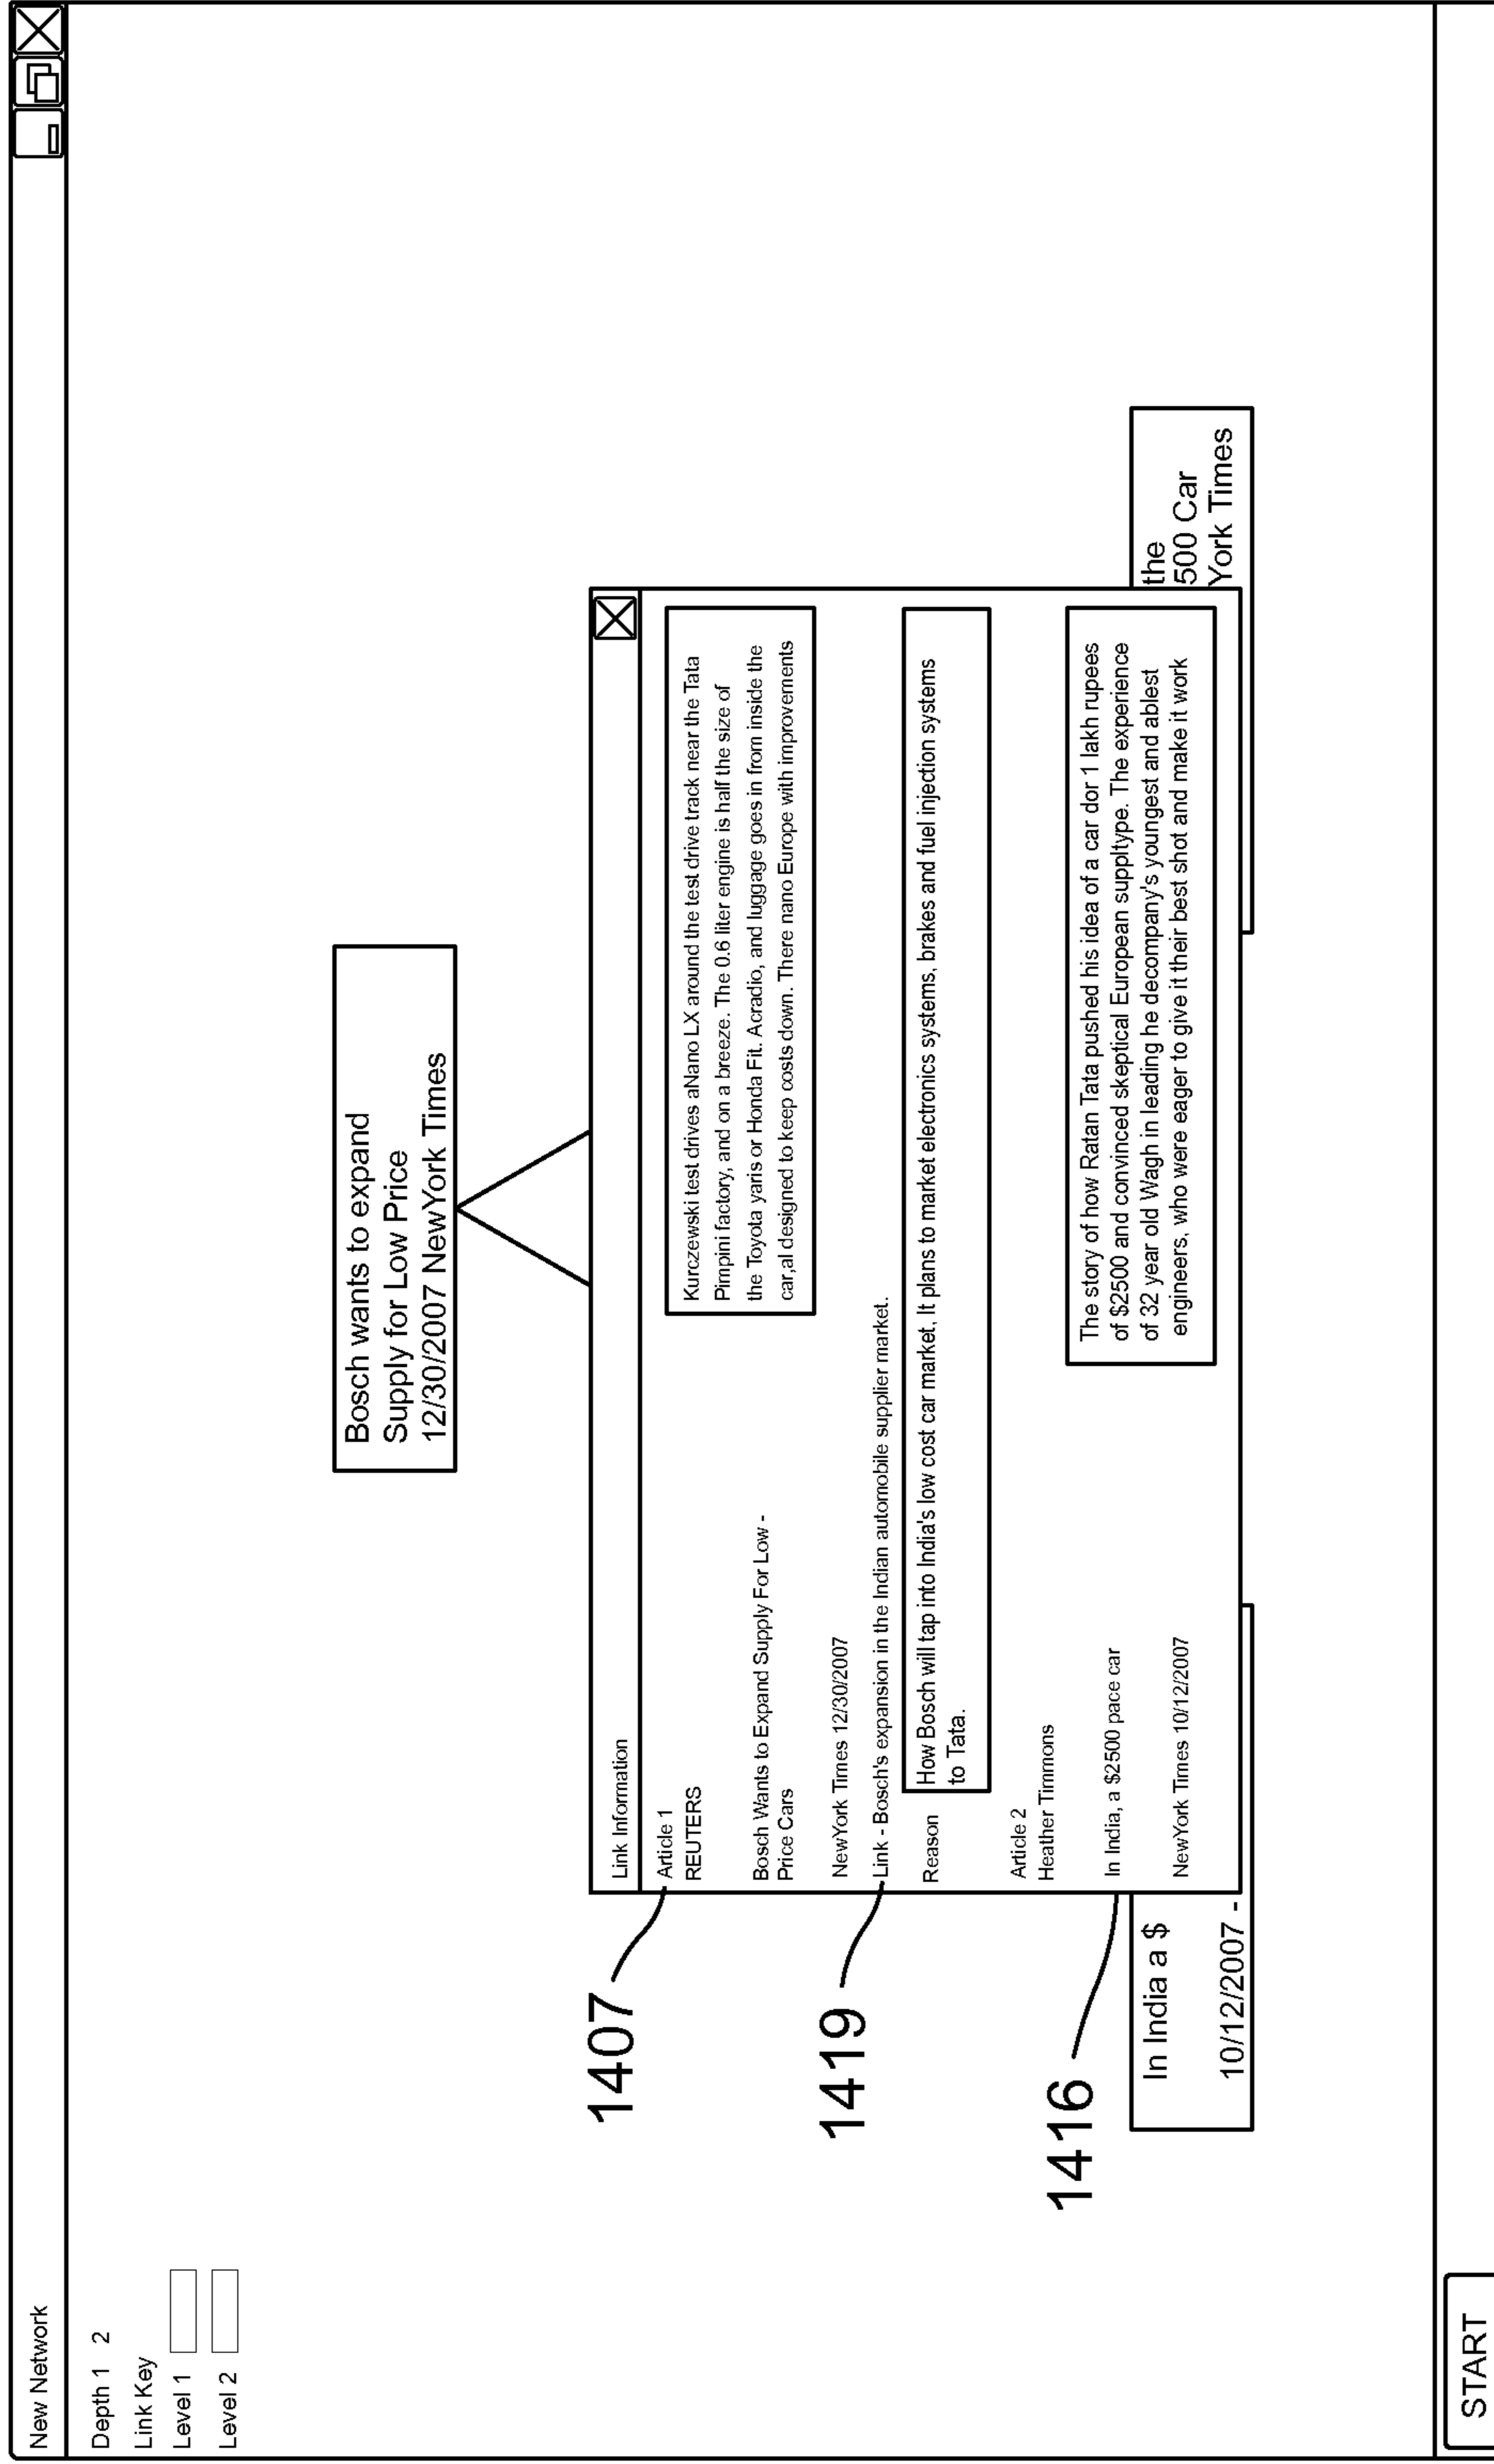 New Network
Depth 1 2
Link Key
Level 1
Level 2
Bosch wants to expand
Supply for Low Price
12/30/2007 NewYork Times
1407
1419
1416
Link Information
Article 1
REUTERS
Kurczewski test drives aNano LX around the test drive track near the Tata
Pimpini factory, and on a breeze. The 0.6 liter engine is half the size of
the Toyota yaris or Honda Fit. Acradio, and luggage goes in from inside the
car,al designed to keep costs down. There nano Europe with improvements
Bosch Wants to Expand Supply For Low -
Price Cars
NewYork Times 12/30/2007
Link - Bosch's expansion in the Indian automobile supplier market.
Reason
How Bosch will tap into India's low cost car market, It plans to market electronics systems, brakes and fuel injection systems
to Tata.
Article 2
Heather Timmons
In India, a $2500 pace car
NewYork Times 10/12/2007
The story of how Ratan Tata pushed his idea of a car dor 1 lakh rupees
of $2500 and convinced skeptical European suppltype. The experience
of 32 year old Wagh in leading he decompany's youngest and ablest
engineers, who were eager to give it their best shot and make it work
In India a $
10/12/2007 -
the
500 Car
York Times
START